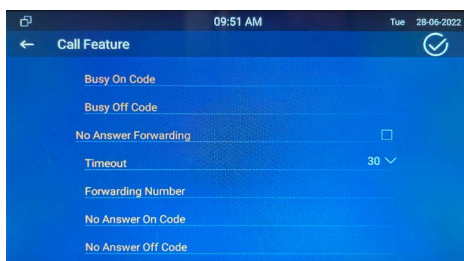 09:51 AM Tue 28-06-2022
Call Feature
Busy On Code
Busy Off Code
No Answer Forwarding
Timeout 30
Forwarding Number
No Answer On Code
No Answer Off Code